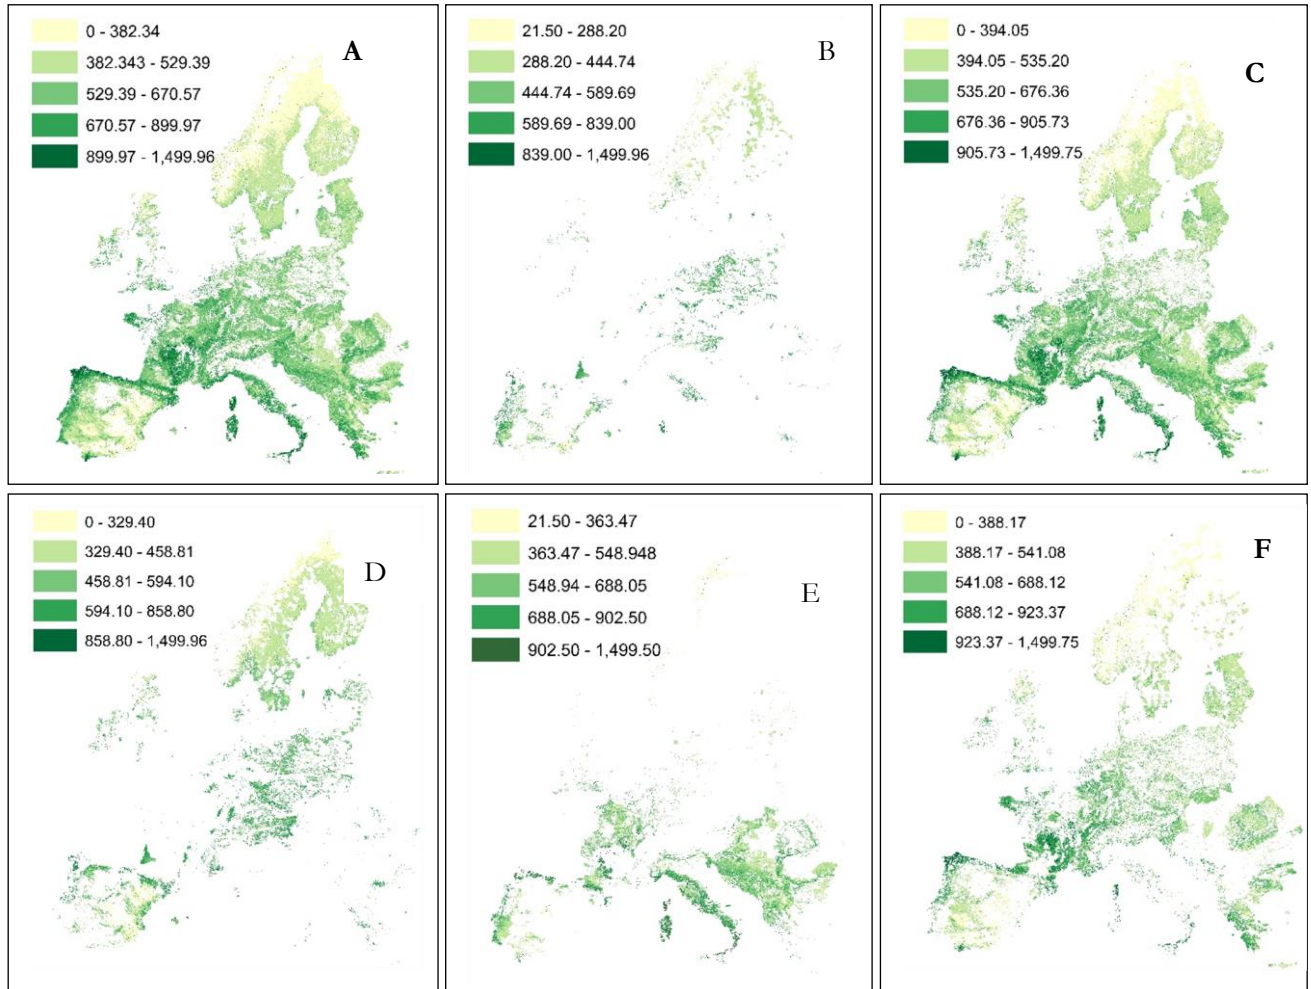 0 - 382.34
382.343 - 529.39
529.39 - 670.57
670.57 - 899.97
899.97 - 1,499.96
A
21.50 - 288.20
288.20 - 444.74
444.74 - 589.69
589.69 - 839.00
839.00 - 1,499.96
B
0 - 394.05
394.05 - 535.20
535.20 - 676.36
676.36 - 905.73
905.73 - 1,499.75
C
0 - 329.40
329.40 - 458.81
458.81 - 594.10
594.10 - 858.80
858.80 - 1,499.96
D
21.50 - 363.47
363.47 - 548.948
548.94 - 688.05
688.05 - 902.50
902.50 - 1,499.50
E
0 - 388.17
388.17 - 541.08
541.08 - 688.12
688.12 - 923.37
923.37 - 1,499.75
F